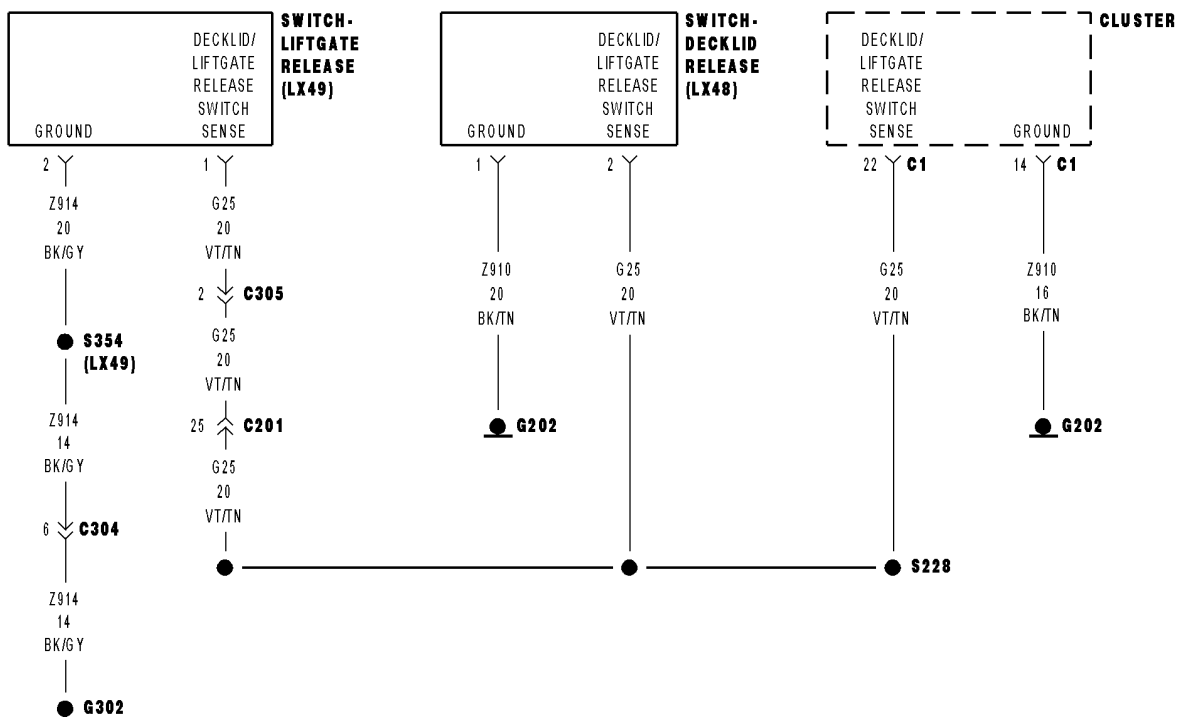 SWITCH-
LIFTGATE
RELEASE
(LX49)
DECKLID/
LIFTGATE
RELEASE
SWITCH
SENSE
GROUND
SWITCH-
DECKLID
RELEASE
(LX48)
DECKLID/
LIFTGATE
RELEASE
SWITCH
SENSE
GROUND
CLUSTER
DECKLID/
LIFTGATE
RELEASE
SWITCH
SENSE
GROUND
2
1
1
2
22 C1
14 C1
Z914
20
BK/GY
G25
20
VT/TN
2 C305
S354
(LX49)
G25
20
VT/TN
Z914
14
BK/GY
25 C201
G25
20
VT/TN
6 C304
Z914
14
BK/GY
G302
Z910
20
BK/TN
G202
G25
20
VT/TN
G25
20
VT/TN
S228
Z910
16
BK/TN
G202